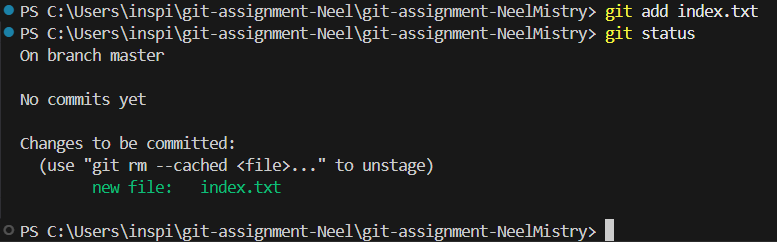 PS C:\Users\inspi\git-assignment-Neel\git-assignment-NeelMistry> git add index.txt
PS C:\Users\inspi\git-assignment-Neel\git-assignment-NeelMistry> git status
On branch master
No commits yet
Changes to be committed:
(use "git rm --cached <file>..." to unstage)
new file:   index.txt
PS C:\Users\inspi\git-assignment-Neel\git-assignment-NeelMistry>